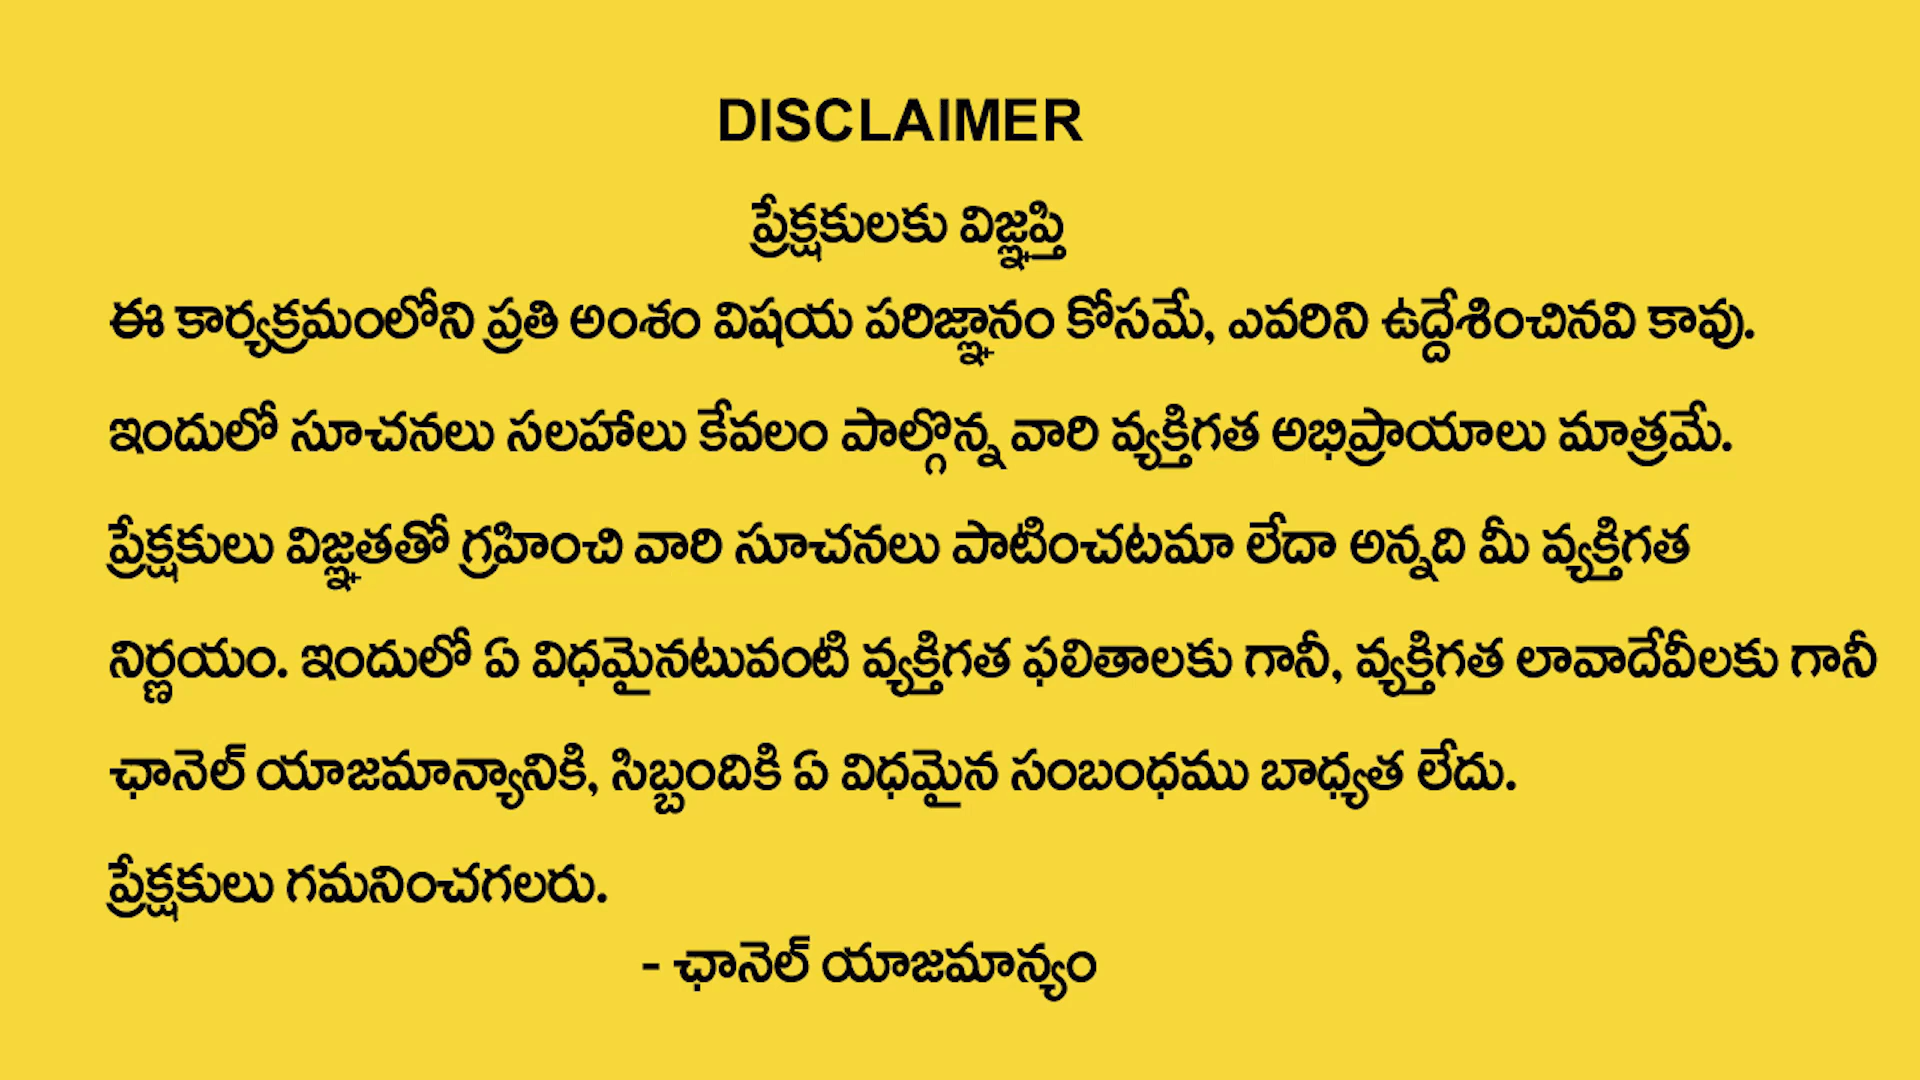 DISCLAIMER
ప్రేక్షకులకు విజ్ఞప్తి
ఈ కార్యక్రమంలోని ప్రతి అంశం విషయ పరిజ్ఞానం కోసమే, ఎవరిని ఉద్దేశించినవి కావు.
ఇందులో సూచనలు సలహాలు కేవలం పాల్గొన్న వారి వ్యక్తిగత అభిప్రాయాలు మాత్రమే.
ప్రేక్షకులు విజ్ఞతతో గ్రహించి వారి సూచనలు పాటించటమా లేదా అన్నది మీ వ్యక్తిగత
నిర్ణయం. ఇందులో ఏ విధమైనటువంటి వ్యక్తిగత ఫలితాలకు గానీ, వ్యక్తిగత లావాదేవీలకు గానీ
ఛానెల్ యాజమాన్యానికి, సిబ్బందికి ఏ విధమైన సంబంధము బాధ్యత లేదు.
ప్రేక్షకులు గమనించగలరు.
- ఛానెల్ యాజమాన్యం